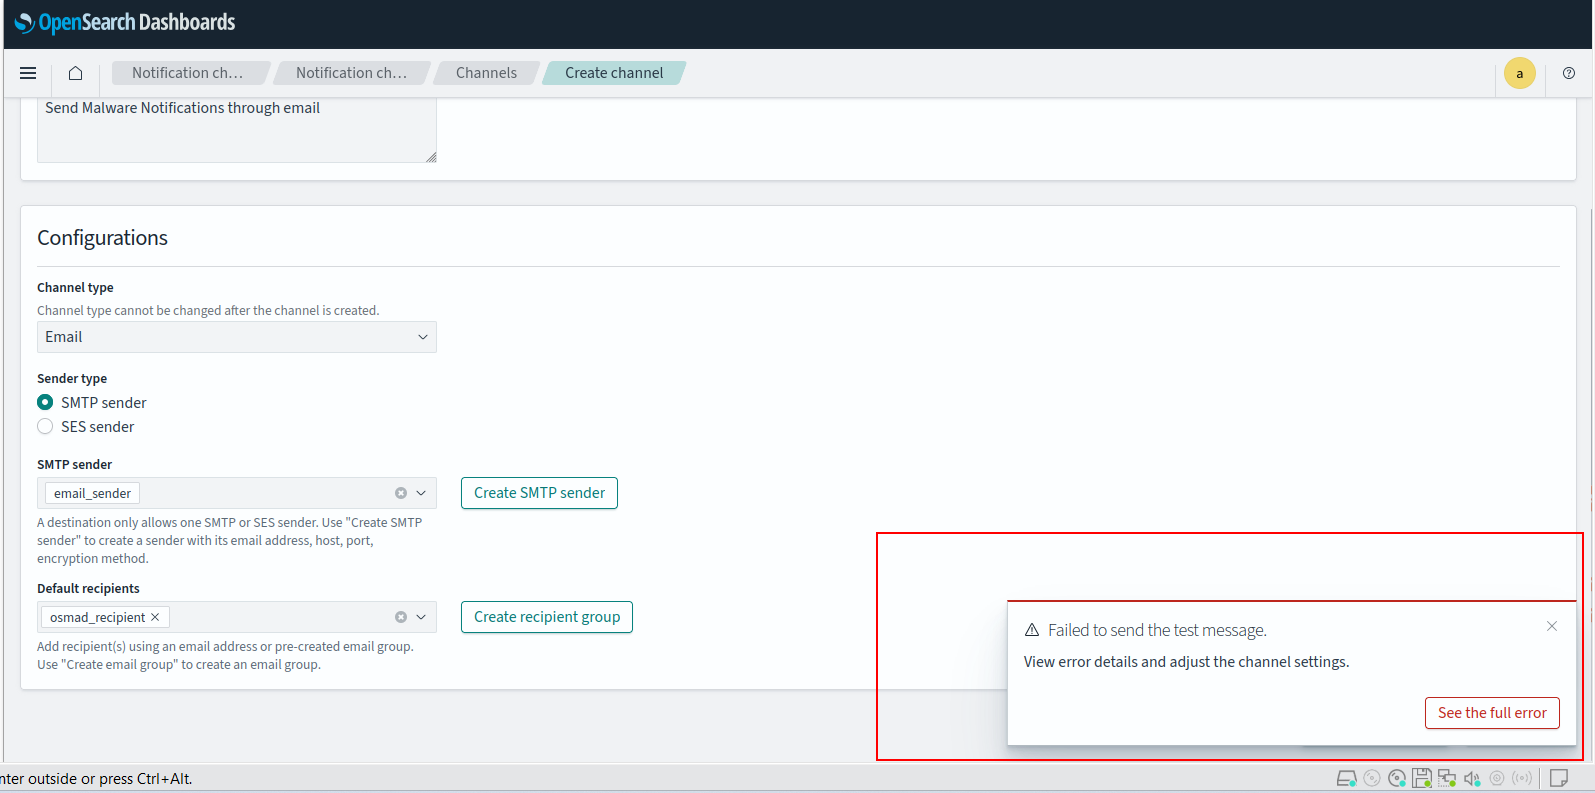 OpenSearch Dashboards
Notification ch...
Notification ch...
Channels
Create channel
a
Send Malware Notifications through email
Configurations
Channel type
Channel type cannot be changed after the channel is created.
Email
Sender type
SMTP sender
SES sender
SMTP sender
email_sender
Create SMTP sender
A destination only allows one SMTP or SES sender. Use "Create SMTP
sender" to create a sender with its email address, host, port,
encryption method.
Default recipients
osmad_recipient
Create recipient group
Add recipient(s) using an email address or pre-created email group.
Use "Create email group" to create an email group.
Failed to send the test message.
View error details and adjust the channel settings.
See the full error
nter outside or press Ctrl+Alt.